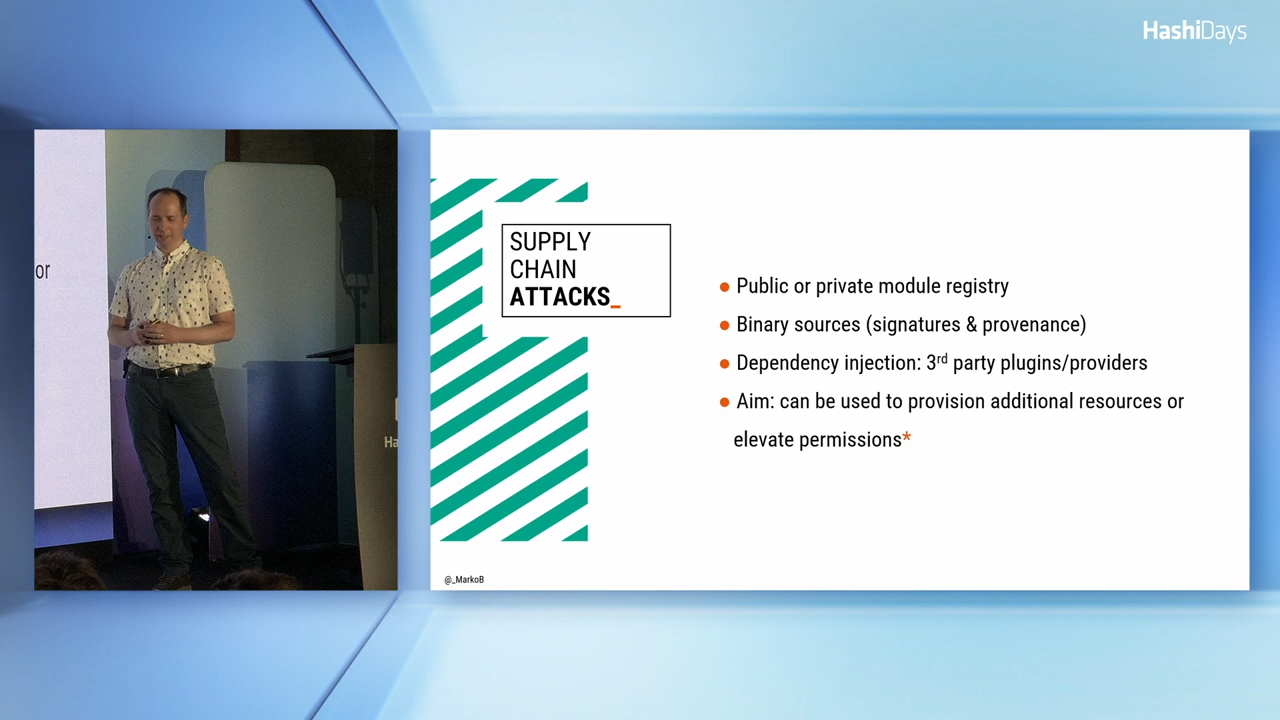 HashiDays
or
Ha
SUPPLY
CHAIN
ATTACKS_
● Public or private module registry
● Binary sources (signatures & provenance)
● Dependency injection: 3rd party plugins/providers
● Aim: can be used to provision additional resources or
elevate permissions*
@_MarkoB